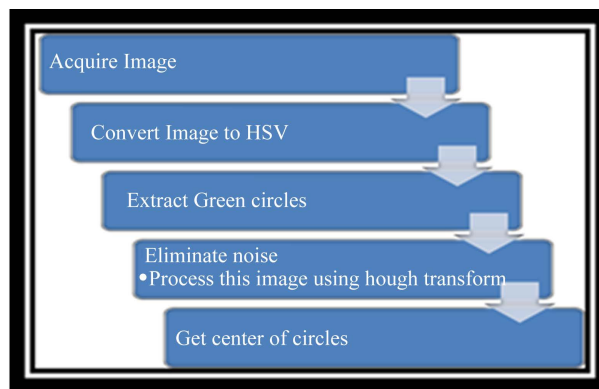 Acquire Image
Convert Image to HSV
Extract Green circles
Eliminate noise
•Process this image using hough transform
Get center of circles